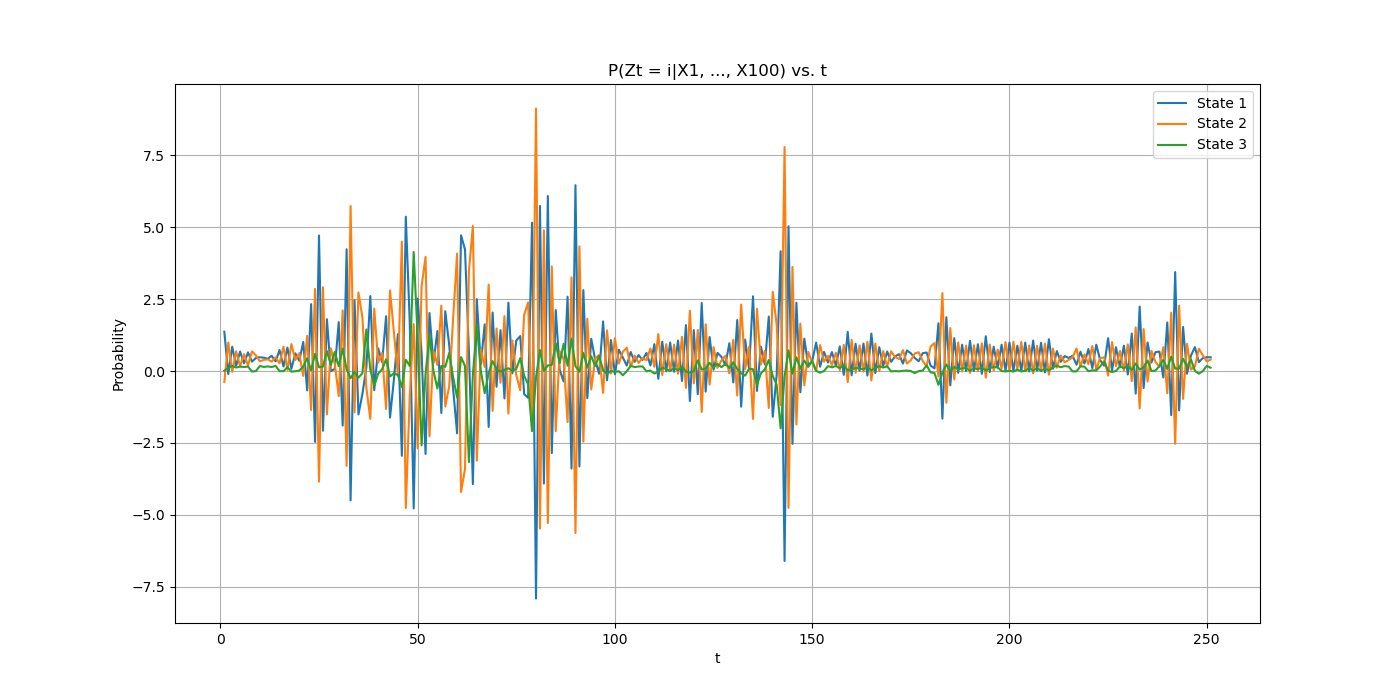 P(Zt = i|X1, ..., X100) vs. t
State 1
State 2
State 3
Probability
7.5
5.0
2.5
0.0
−2.5
−5.0
−7.5
0 50 100 150 200 250
t